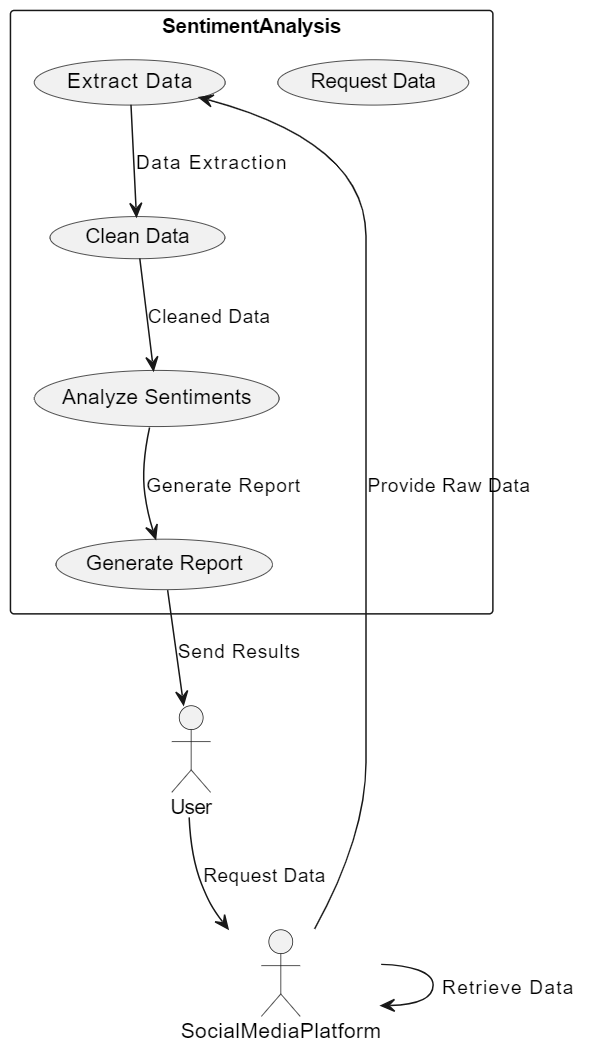 SentimentAnalysis
Extract Data
Request Data
Data Extraction
Clean Data
Cleaned Data
Analyze Sentiments
Generate Report
Provide Raw Data
Generate Report
Send Results
User
Request Data
Retrieve Data
SocialMediaPlatform